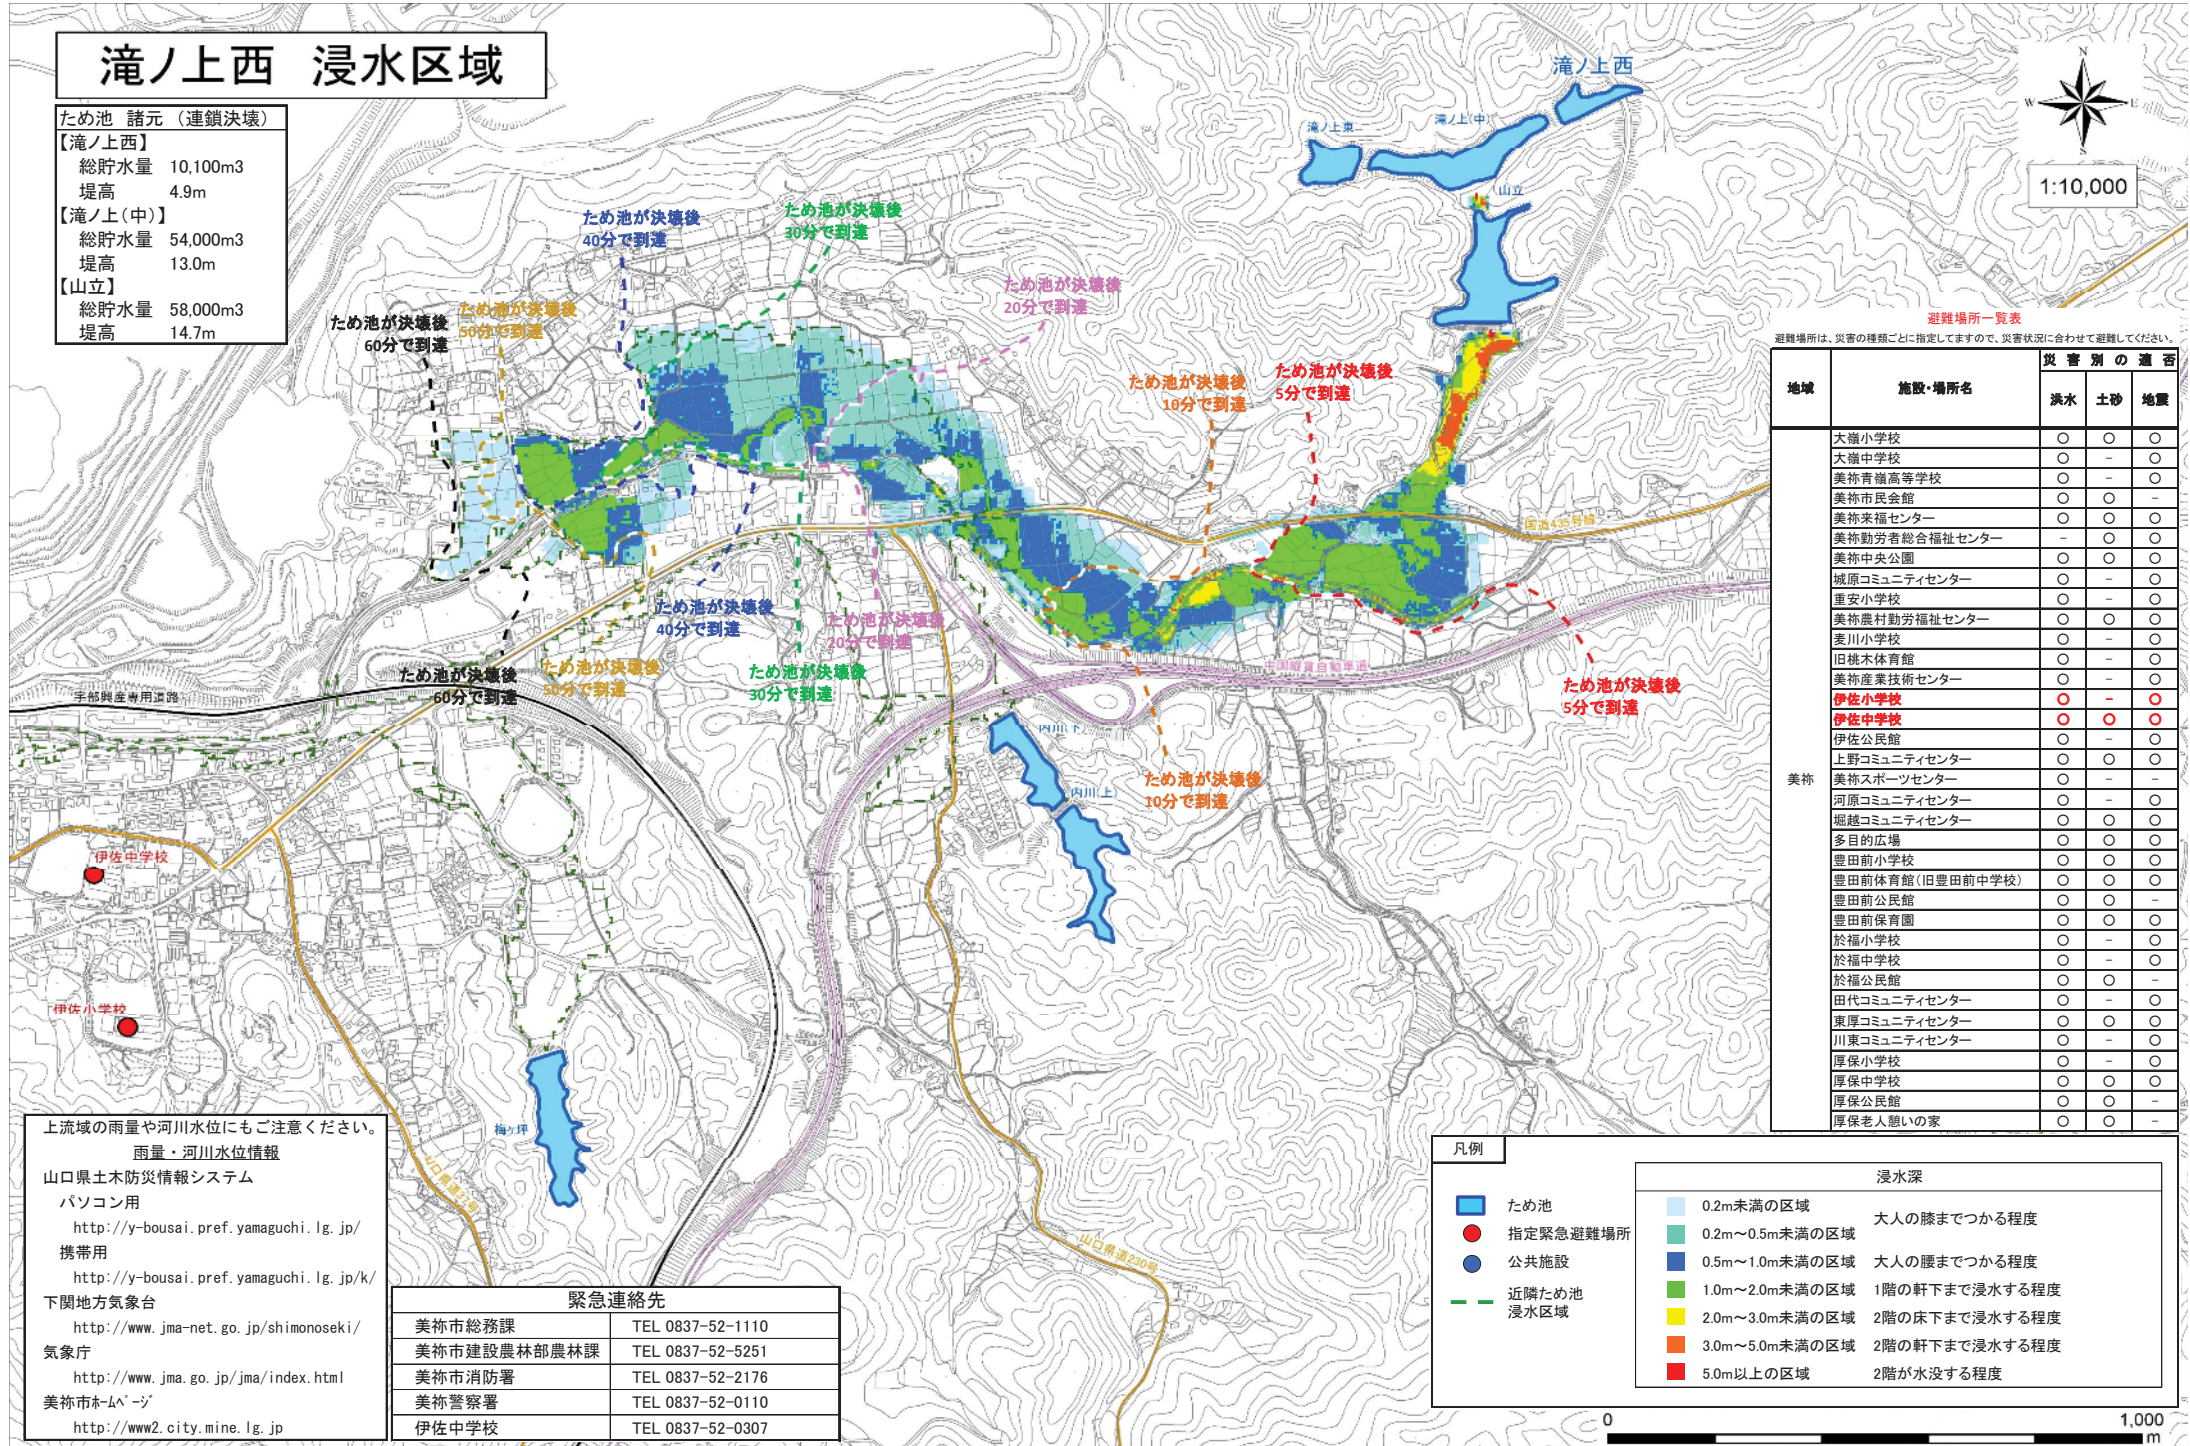 滝ノ上西 浸水区域
ため池 諸元 (連鎖決壊)
【滝ノ上西】
総貯水量 10,100m3
堤高 4.9m
【滝ノ上(中)】
総貯水量 54,000m3
堤高 13.0m
【山立】
総貯水量 58,000m3
堤高 14.7m
滝ノ上西
滝ノ上(中)
滝ノ上東
山立
N
W
E
S
1:10,000
ため池が決壊後
40分で到達
ため池が決壊後
30分で到達
ため池が決壊後
20分で到達
ため池が決壊後
50分で到達
ため池が決壊後
60分で到達
ため池が決壊後
10分で到達
ため池が決壊後
5分で到達
国道435号線
ため池が決壊後
40分で到達
ため池が決壊後
20分で到達
ため池が決壊後
30分で到達
ため池が決壊後
50分で到達
ため池が決壊後
60分で到達
中国縦貫自動車道
ため池が決壊後
5分で到達
ため池が決壊後
10分で到達
宇部興産専用道路
内川(下)
内川(上)
伊佐中学校
伊佐小学校
梅ヶ坪
山口県道230号
避難場所一覧表
避難場所は、災害の種類ごとに指定してますので、災害状況に合わせて避難してください。
地域 施設・場所名 災害別の適否
洪水 土砂 地震
美祢
大嶺小学校 ○ ○ ○
大嶺中学校 ○ - ○
美祢青嶺高等学校 ○ - ○
美祢市民会館 ○ ○ -
美祢来福センター ○ ○ ○
美祢勤労者総合福祉センター - ○ ○
美祢中央公園 ○ ○ ○
城原コミュニティセンター ○ - ○
重安小学校 ○ - ○
美祢農村勤労福祉センター ○ ○ ○
麦川小学校 ○ - ○
旧桃木体育館 ○ - ○
美祢産業技術センター ○ - ○
伊佐小学校 ○ - ○
伊佐中学校 ○ ○ ○
伊佐公民館 ○ - ○
上野コミュニティセンター ○ ○ ○
美祢スポーツセンター ○ - -
河原コミュニティセンター ○ - ○
堀越コミュニティセンター ○ ○ ○
多目的広場 ○ ○ ○
豊田前小学校 ○ ○ ○
豊田前体育館(旧豊田前中学校) ○ ○ ○
豊田前公民館 ○ ○ -
豊田前保育園 ○ ○ ○
於福小学校 ○ - ○
於福中学校 ○ - ○
於福公民館 ○ ○ -
田代コミュニティセンター ○ - ○
東厚コミュニティセンター ○ ○ ○
川東コミュニティセンター ○ - ○
厚保小学校 ○ - ○
厚保中学校 ○ ○ ○
厚保公民館 ○ ○ -
厚保老人憩いの家 ○ ○ -
上流域の雨量や河川水位にもご注意ください。
雨量・河川水位情報
山口県土木防災情報システム
パソコン用
http://y-bousai.pref.yamaguchi.lg.jp/
携帯用
http://y-bousai.pref.yamaguchi.lg.jp/k/
下関地方気象台
http://www.jma-net.go.jp/shimonoseki/
気象庁
http://www.jma.go.jp/jma/index.html
美祢市ホームページ
http://www2.city.mine.lg.jp
緊急連絡先
美祢市総務課 TEL 0837-52-1110
美祢市建設農林部農林課 TEL 0837-52-5251
美祢市消防署 TEL 0837-52-2176
美祢警察署 TEL 0837-52-0110
伊佐中学校 TEL 0837-52-0307
凡例
ため池
指定緊急避難場所
公共施設
近隣ため池
浸水区域
浸水深
0.2m未満の区域
大人の膝までつかる程度
0.2m～0.5m未満の区域
0.5m～1.0m未満の区域 大人の腰までつかる程度
1.0m～2.0m未満の区域 1階の軒下まで浸水する程度
2.0m～3.0m未満の区域 2階の床下まで浸水する程度
3.0m～5.0m未満の区域 2階の軒下まで浸水する程度
5.0m以上の区域 2階が水没する程度
0 1,000
m